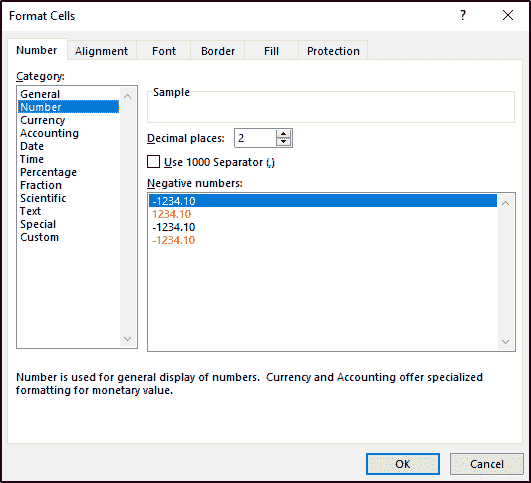 Format Cells
?
Number
Alignment
Font
Border
Fill
Protection
Category:
General
Number
Currency
Accounting
Date
Time
Percentage
Fraction
Scientific
Text
Special
Custom
Sample
Decimal places: 2
Use 1000 Separator (,)
Negative numbers:
-1234.10
1234.10
-1234.10
-1234.10
Number is used for general display of numbers.  Currency and Accounting offer specialized
formatting for monetary value.
OK
Cancel